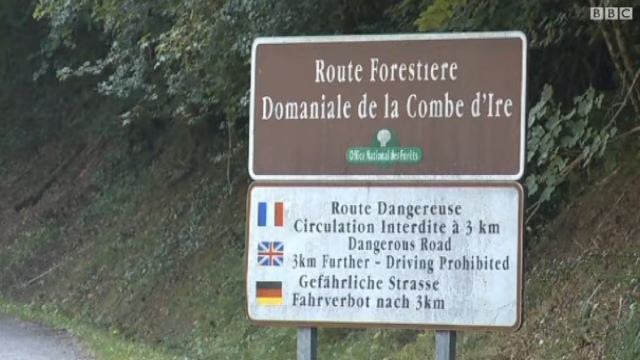 BBC
Route Forestiere
Domaniale de la Combe d'Ire
Office National des Forêts
Route Dangereuse
Circulation Interdite à 3 km
Dangerous Road
3km Further - Driving Prohibited
Gefährliche Strasse
Fahrverbot nach 3km